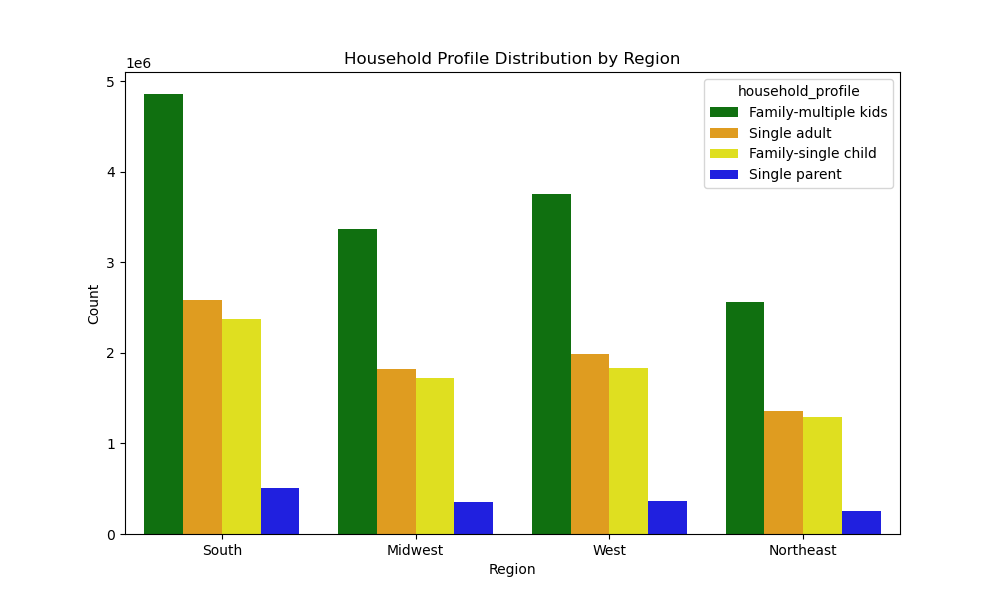 Household Profile Distribution by Region
1e6
household_profile
Family-multiple kids
Single adult
Family-single child
Single parent
5
4
3
2
1
0
Count
South
Midwest
West
Northeast
Region